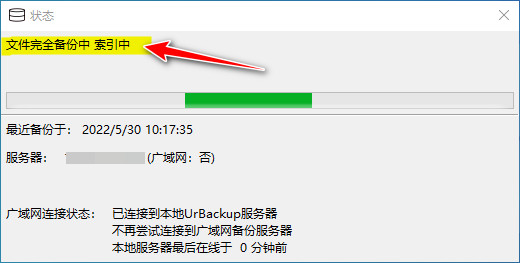 状态
文件完全备份中 索引中
最近备份于： 2022/5/30 10:17:35
服务器： (广域网：否)
广域网连接状态： 已连接到本地UrBackup服务器
不再尝试连接到广域网备份服务器
本地服务器最后在线于 0 分钟前